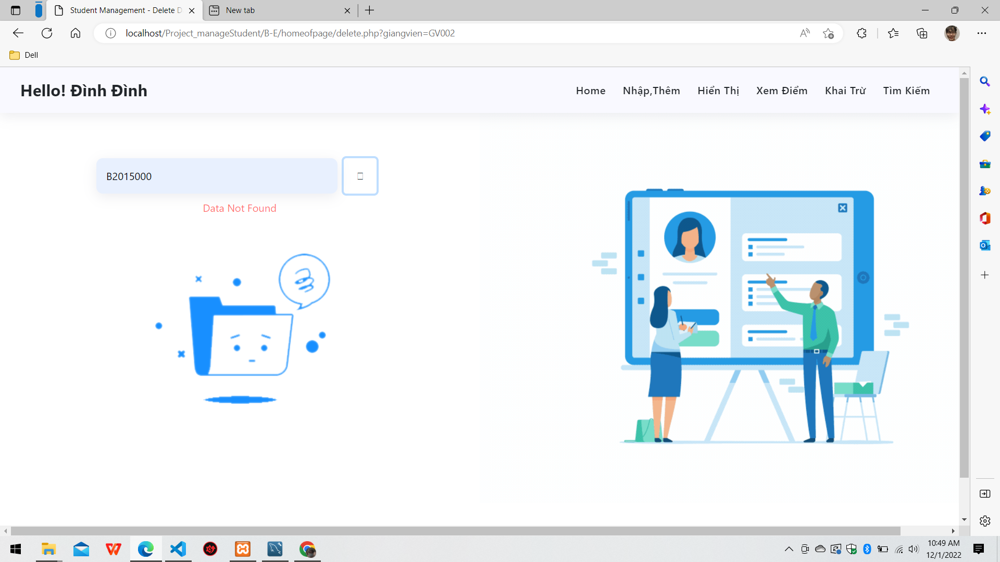 Student Management - Delete D
New tab
localhost/Project_manageStudent/B-E/homeofpage/delete.php?giangvien=GV002
Dell
Hello! Đình Đình
Home
Nhập,Thêm
Hiển Thị
Xem Điểm
Khai Trừ
Tìm Kiếm
B2015000
Data Not Found
10:49 AM
12/1/2022